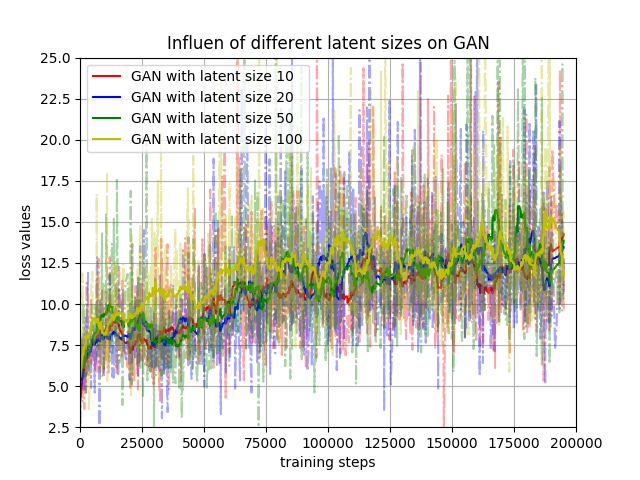 Influen of different latent sizes on GAN
25.0
22.5
20.0
17.5
15.0
12.5
10.0
7.5
5.0
2.5
loss values
GAN with latent size 10
GAN with latent size 20
GAN with latent size 50
GAN with latent size 100
0 25000 50000 75000 100000 125000 150000 175000 200000
training steps